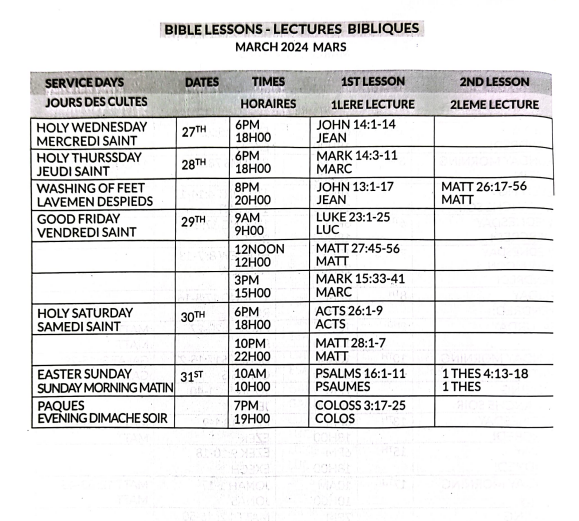 BIBLE LESSONS - LECTURES BIBLIQUES
MARCH 2024 MARS
SERVICE DAYS DATES TIMES 1ST LESSON 2ND LESSON
JOURS DES CULTES HORAIRES 1LERE LECTURE 2LEME LECTURE
HOLY WEDNESDAY 27TH 6PM JOHN 14:1-14
MERCREDI SAINT 18H00 JEAN
HOLY THURSSDAY 28TH 6PM MARK 14:3-11
JEUDI SAINT 18H00 MARC
WASHING OF FEET 8PM JOHN 13:1-17 MATT 26:17-56
LAVEMEN DESPIEDS 20H00 JEAN MATT
GOOD FRIDAY 29TH 9AM LUKE 23:1-25
VENDREDI SAINT 9H00 LUC
12NOON MATT 27:45-56
12H00 MATT
3PM MARK 15:33-41
15H00 MARC
HOLY SATURDAY 30TH 6PM ACTS 26:1-9
SAMEDI SAINT 18H00 ACTS
10PM MATT 28:1-7
22H00 MATT
EASTER SUNDAY 31ST 10AM PSALMS 16:1-11 1 THES 4:13-18
SUNDAY MORNING MATIN 10H00 PSAUMES 1 THES
PAQUES 7PM COLOSS 3:17-25
EVENING DIMACHE SOIR 19H00 COLOS